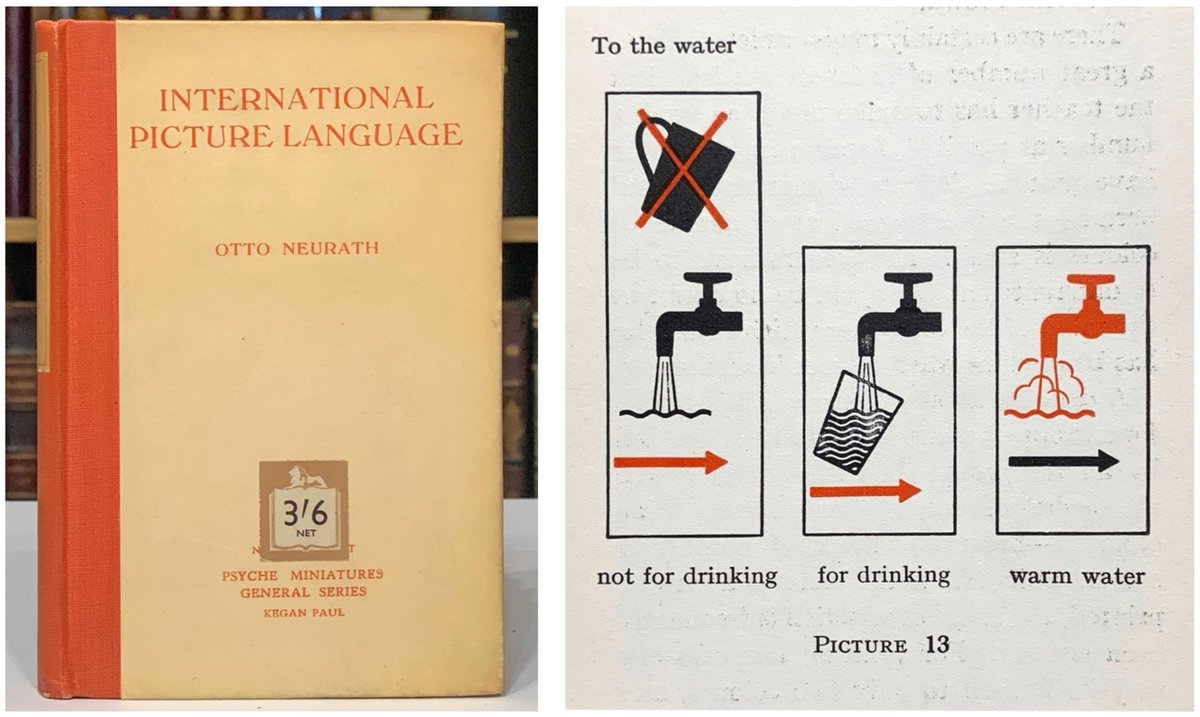 INTERNATIONAL
PICTURE LANGUAGE
OTTO NEURATH
3/6
NET
PSYCHE MINIATURES
GENERAL SERIES
KEGAN PAUL
To the water
not for drinking
for drinking
warm water
PICTURE 13